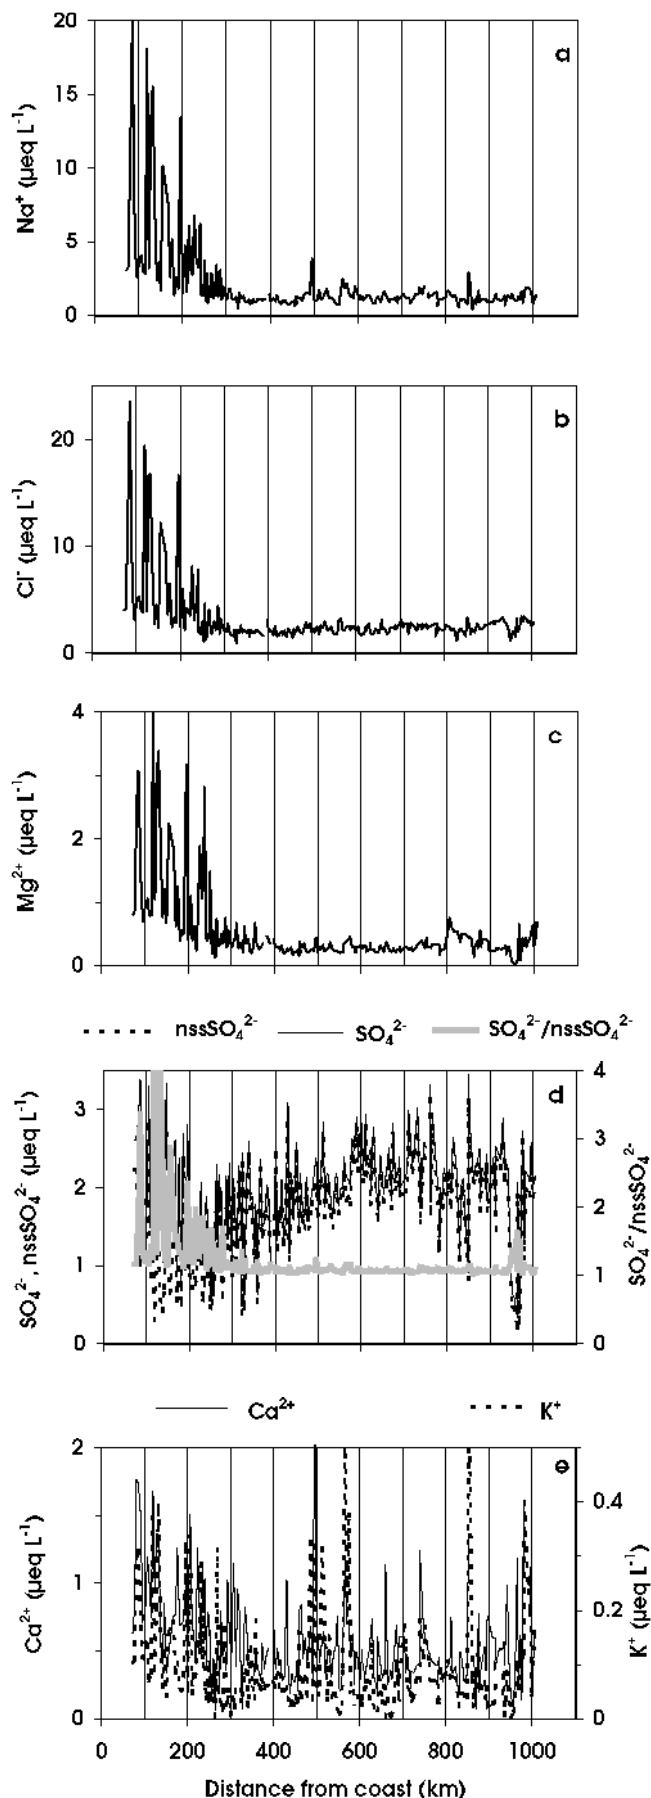 a
20
15
10
5
0
Na⁺ (µeq L⁻¹)
b
20
10
0
Cl⁻ (µeq L⁻¹)
c
4
2
0
Mg²⁺ (µeq L⁻¹)
nssSO₄²⁻ SO₄²⁻ SO₄²⁻/nssSO₄²⁻
d
3
2
1
0
SO₄²⁻, nssSO₄²⁻ (µeq L⁻¹)
4
3
2
1
0
SO₄²⁻/nssSO₄²⁻
Ca²⁺ K⁺
e
2
1
0
Ca²⁺ (µeq L⁻¹)
0.4
0.2
0
K⁺ (µeq L⁻¹)
0 200 400 600 800 1000
Distance from coast (km)